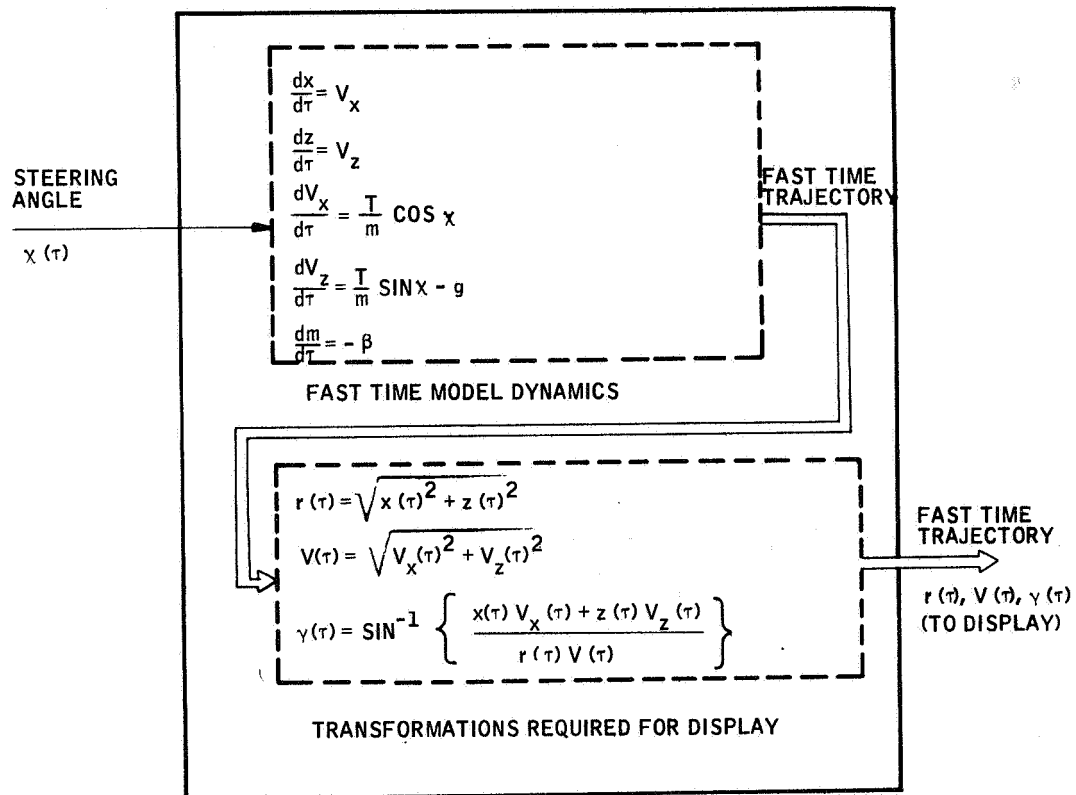 STEERING
ANGLE
χ (τ)
dx/dτ = V_x
dz/dτ = V_z
dV_x/dτ = T/m COS χ
dV_z/dτ = T/m SIN χ - g
dm/dτ = - β
FAST TIME MODEL DYNAMICS
FAST TIME
TRAJECTORY
r (τ) = √(x (τ)² + z (τ)²)
V(τ) = √(V_x (τ)² + V_z (τ)²)
γ(τ) = SIN⁻¹ { (x(τ) V_x (τ) + z (τ) V_z (τ)) / (r (τ) V (τ)) }
TRANSFORMATIONS REQUIRED FOR DISPLAY
FAST TIME
TRAJECTORY
r (τ), V (τ), γ (τ)
(TO DISPLAY)